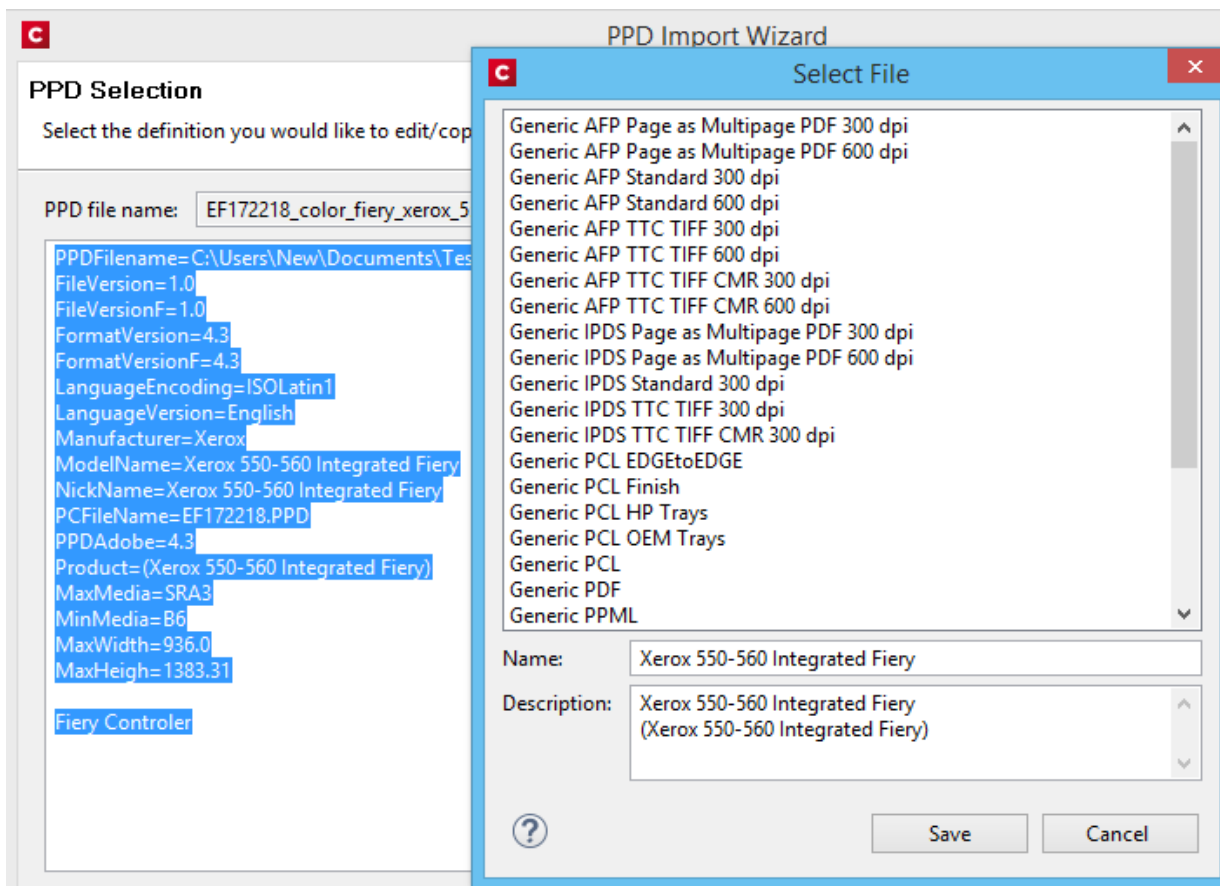 C
PPD Import Wizard
PPD Selection
Select the definition you would like to edit/cop
PPD file name: EF172218_color_fiery_xerox_5
PPDFilename=C:\Users\New\Documents\Tes
FileVersion=1.0
FileVersionF=1.0
FormatVersion=4.3
FormatVersionF=4.3
LanguageEncoding=ISOLatin1
LanguageVersion=English
Manufacturer=Xerox
ModelName=Xerox 550-560 Integrated Fiery
NickName=Xerox 550-560 Integrated Fiery
PCFileName=EF172218.PPD
PPDAdobe=4.3
Product=(Xerox 550-560 Integrated Fiery)
MaxMedia=SRA3
MinMedia=B6
MaxWidth=936.0
MaxHeigh=1383.31
Fiery Controler
C
Select File
Generic AFP Page as Multipage PDF 300 dpi
Generic AFP Page as Multipage PDF 600 dpi
Generic AFP Standard 300 dpi
Generic AFP Standard 600 dpi
Generic AFP TTC TIFF 300 dpi
Generic AFP TTC TIFF 600 dpi
Generic AFP TTC TIFF CMR 300 dpi
Generic AFP TTC TIFF CMR 600 dpi
Generic IPDS Page as Multipage PDF 300 dpi
Generic IPDS Page as Multipage PDF 600 dpi
Generic IPDS Standard 300 dpi
Generic IPDS TTC TIFF 300 dpi
Generic IPDS TTC TIFF CMR 300 dpi
Generic PCL EDGEtoEDGE
Generic PCL Finish
Generic PCL HP Trays
Generic PCL OEM Trays
Generic PCL
Generic PDF
Generic PPML
Name: Xerox 550-560 Integrated Fiery
Description: Xerox 550-560 Integrated Fiery
(Xerox 550-560 Integrated Fiery)
? Save Cancel